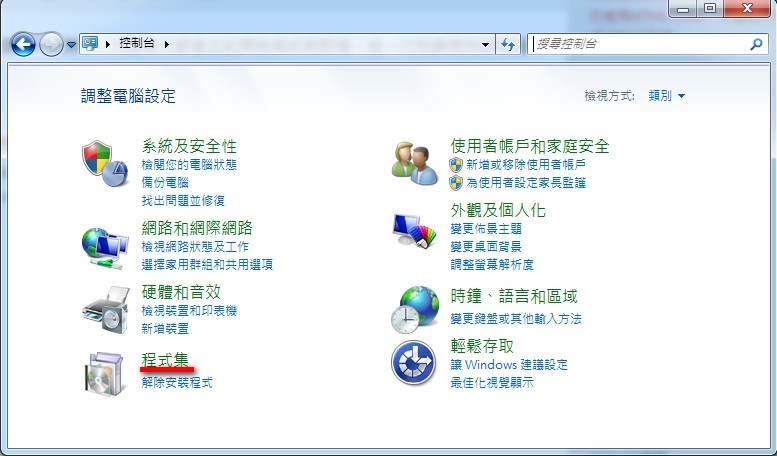 控制台
搜尋控制台
調整電腦設定
檢視方式: 類別
系統及安全性
檢閱您的電腦狀態
備份電腦
找出問題並修復
網路和網際網路
檢視網路狀態及工作
選擇家用群組和共用選項
硬體和音效
檢視裝置和印表機
新增裝置
程式集
解除安裝程式
使用者帳戶和家庭安全
新增或移除使用者帳戶
為使用者設定家長監護
外觀及個人化
變更佈景主題
變更桌面背景
調整螢幕解析度
時鐘、語言和區域
變更鍵盤或其他輸入方法
輕鬆存取
讓 Windows 建議設定
最佳化視覺顯示